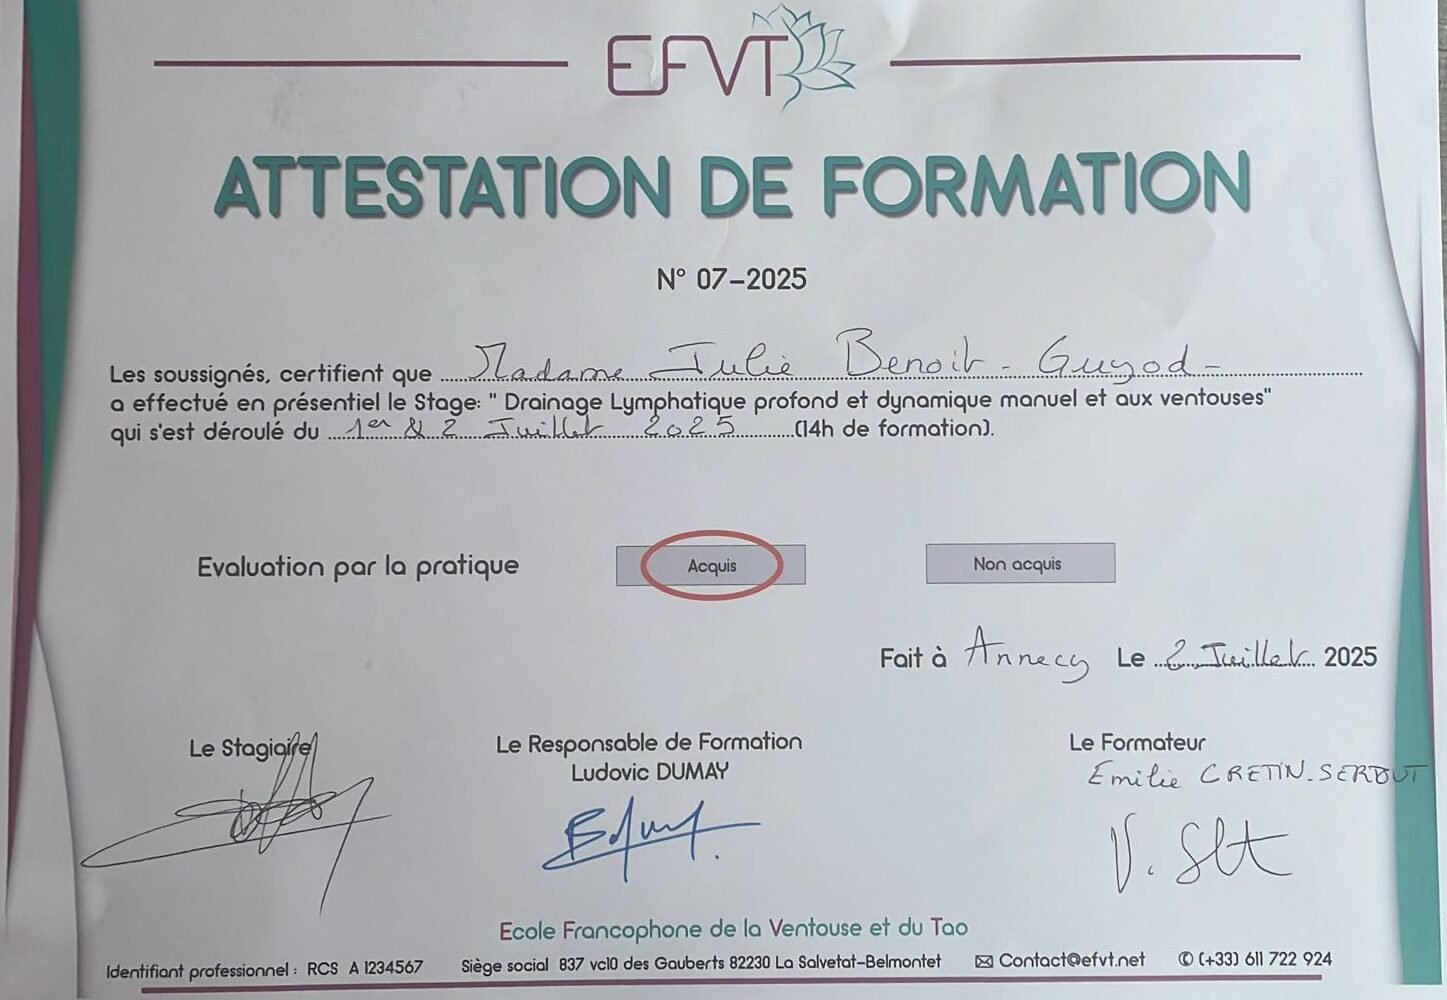 EFVT
ATTESTATION DE FORMATION
N° 07-2025
Les soussignés, certifient que Madame Julie Benoit - Guyod -
a effectué en présentiel le Stage: " Drainage Lymphatique profond et dynamique manuel et aux ventouses"
qui s'est déroulé du 1er & 2 Juillet 2025 (14h de formation).
Evaluation par la pratique Acquis Non acquis
Fait à Annecy Le 2 Juillet 2025
Le Stagiaire Le Responsable de Formation Le Formateur
Ludovic DUMAY Emilie CRETIN-SERBUT
Ecole Francophone de la Ventouse et du Tao
Identifiant professionnel : RCS A 1234567 Siège social 837 vc10 des Gauberts 82230 La Salvetat-Belmontet Contact@efvt.net (+33) 611 722 924